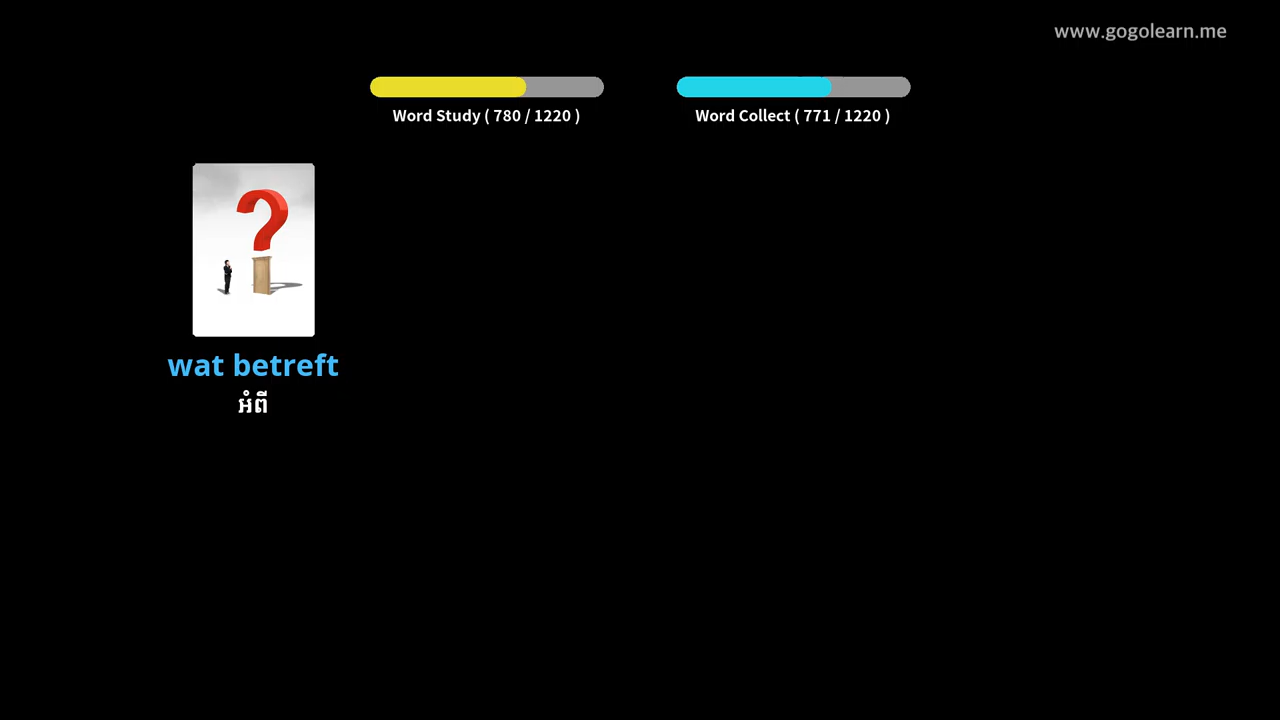 www.gogolearn.me
Word Study ( 780 / 1220 )
Word Collect ( 771 / 1220 )
wat betreft
អំពី